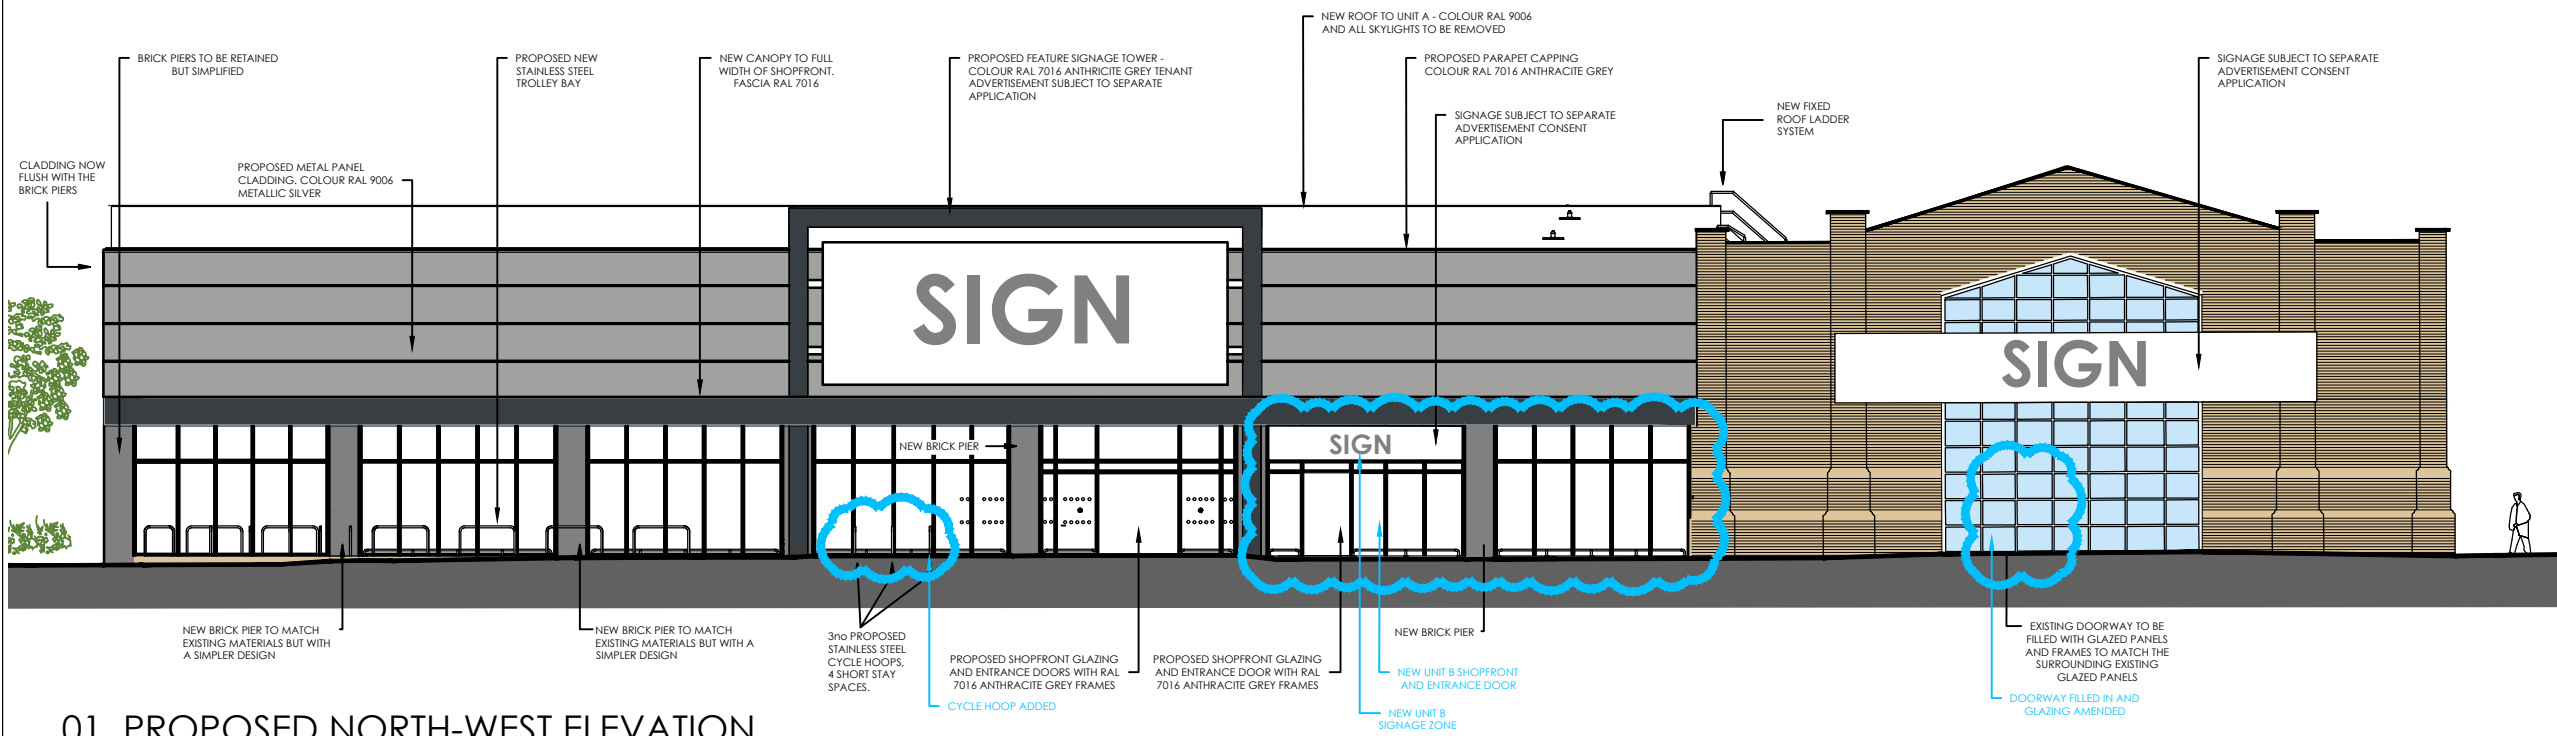 NEW ROOF TO UNIT A - COLOUR RAL 9006
AND ALL SKYLIGHTS TO BE REMOVED
BRICK PIERS TO BE RETAINED
BUT SIMPLIFIED
PROPOSED NEW
STAINLESS STEEL
TROLLEY BAY
NEW CANOPY TO FULL
WIDTH OF SHOPFRONT.
FASCIA RAL 7016
PROPOSED FEATURE SIGNAGE TOWER -
COLOUR RAL 7016 ANTHRICITE GREY TENANT
ADVERTISEMENT SUBJECT TO SEPARATE
APPLICATION
PROPOSED PARAPET CAPPING
COLOUR RAL 7016 ANTHRACITE GREY
SIGNAGE SUBJECT TO SEPARATE
ADVERTISEMENT CONSENT
APPLICATION
NEW FIXED
ROOF LADDER
SYSTEM
SIGNAGE SUBJECT TO SEPARATE
ADVERTISEMENT CONSENT
APPLICATION
CLADDING NOW
FLUSH WITH THE
BRICK PIERS
PROPOSED METAL PANEL
CLADDING. COLOUR RAL 9006
METALLIC SILVER
SIGN
SIGN
NEW BRICK PIER
SIGN
NEW BRICK PIER TO MATCH
EXISTING MATERIALS BUT WITH
A SIMPLER DESIGN
NEW BRICK PIER TO MATCH
EXISTING MATERIALS BUT WITH A
SIMPLER DESIGN
3no PROPOSED
STAINLESS STEEL
CYCLE HOOPS,
4 SHORT STAY
SPACES.
CYCLE HOOP ADDED
PROPOSED SHOPFRONT GLAZING
AND ENTRANCE DOORS WITH RAL
7016 ANTHRACITE GREY FRAMES
PROPOSED SHOPFRONT GLAZING
AND ENTRANCE DOOR WITH RAL
7016 ANTHRACITE GREY FRAMES
NEW BRICK PIER
NEW UNIT B SHOPFRONT
AND ENTRANCE DOOR
NEW UNIT B
SIGNAGE ZONE
EXISTING DOORWAY TO BE
FILLED WITH GLAZED PANELS
AND FRAMES TO MATCH THE
SURROUNDING EXISTING
GLAZED PANELS
DOORWAY FILLED IN AND
GLAZING AMENDED
01 PROPOSED NORTH-WEST ELEVATION